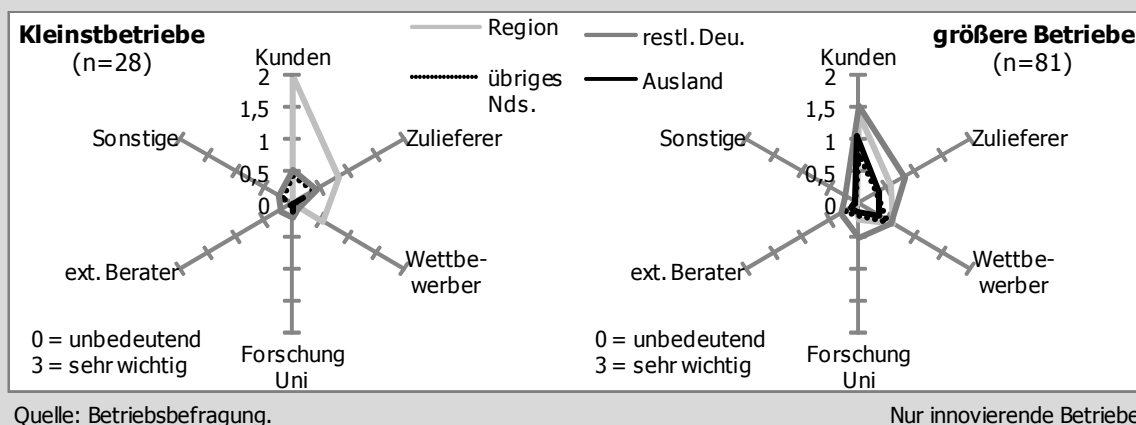 Kleinstbetriebe
(n=28)
Region
restl. Deu.
übriges
Nds.
Ausland
größere Betriebe
(n=81)
Kunden
2
1,5
1
0,5
0
Sonstige
Zulieferer
ext. Berater
Wettbe-
werber
Forschung
Uni
0 = unbedeutend
3 = sehr wichtig
Kunden
2
1,5
1
0,5
0
Sonstige
Zulieferer
ext. Berater
Wettbe-
werber
Forschung
Uni
0 = unbedeutend
3 = sehr wichtig
Quelle: Betriebsbefragung.
Nur innovierende Betriebe